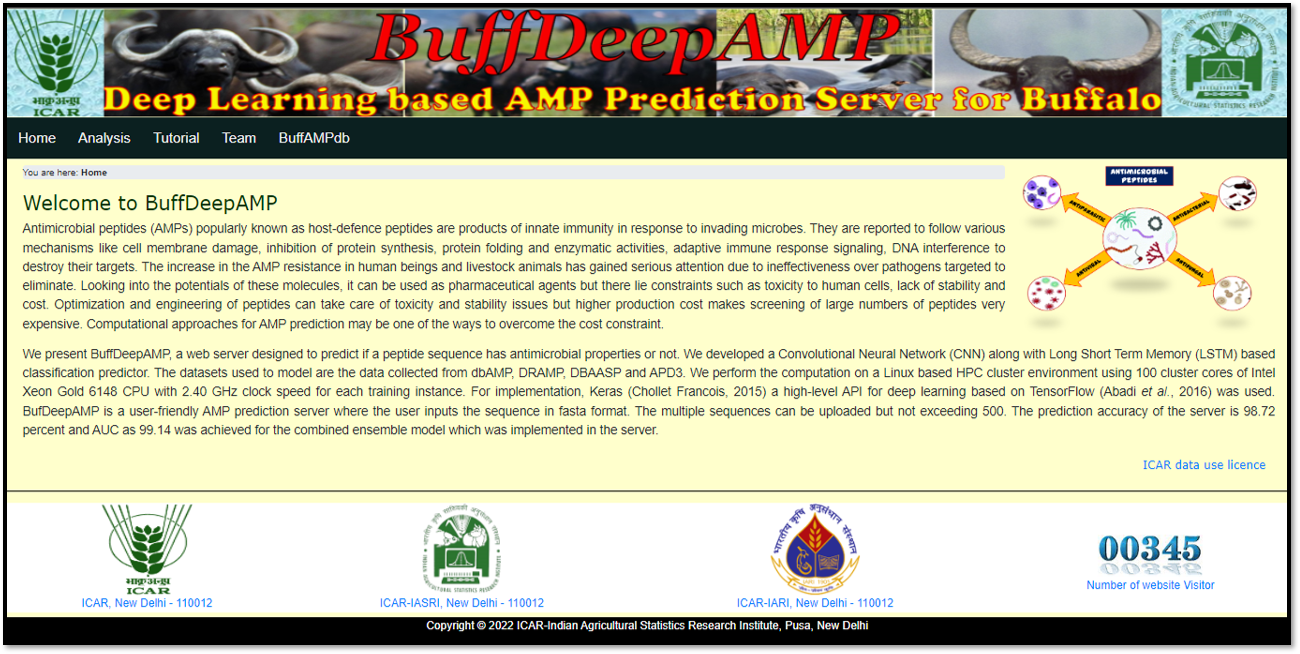 BuffDeepAMP
Deep Learning based AMP Prediction Server for Buffalo
भाकृअनुप
ICAR
Home Analysis Tutorial Team BuffAMPdb
You are here: Home
Welcome to BuffDeepAMP
Antimicrobial peptides (AMPs) popularly known as host-defence peptides are products of innate immunity in response to invading microbes. They are reported to follow various
mechanisms like cell membrane damage, inhibition of protein synthesis, protein folding and enzymatic activities, adaptive immune response signaling, DNA interference to
destroy their targets. The increase in the AMP resistance in human beings and livestock animals has gained serious attention due to ineffectiveness over pathogens targeted to
eliminate. Looking into the potentials of these molecules, it can be used as pharmaceutical agents but there lie constraints such as toxicity to human cells, lack of stability and
cost. Optimization and engineering of peptides can take care of toxicity and stability issues but higher production cost makes screening of large numbers of peptides very
expensive. Computational approaches for AMP prediction may be one of the ways to overcome the cost constraint.
ANTIMICROBIAL
PEPTIDES
ANTIPARASITIC
ANTIBACTERIAL
ANTIVIRAL
ANTIFUNGAL
We present BuffDeepAMP, a web server designed to predict if a peptide sequence has antimicrobial properties or not. We developed a Convolutional Neural Network (CNN) along with Long Short Term Memory (LSTM) based
classification predictor. The datasets used to model are the data collected from dbAMP, DRAMP, DBAASP and APD3. We perform the computation on a Linux based HPC cluster environment using 100 cluster cores of Intel
Xeon Gold 6148 CPU with 2.40 GHz clock speed for each training instance. For implementation, Keras (Chollet Francois, 2015) a high-level API for deep learning based on TensorFlow (Abadi et al., 2016) was used.
BufDeepAMP is a user-friendly AMP prediction server where the user inputs the sequence in fasta format. The multiple sequences can be uploaded but not exceeding 500. The prediction accuracy of the server is 98.72
percent and AUC as 99.14 was achieved for the combined ensemble model which was implemented in the server.
ICAR data use licence
भाकृअनुप
ICAR
भारतीय कृषि अनुसंधान संस्थान
00345
Number of website Visitor
ICAR, New Delhi - 110012
ICAR-IASRI, New Delhi - 110012
ICAR-IARI, New Delhi - 110012
Copyright © 2022 ICAR-Indian Agricultural Statistics Research Institute, Pusa, New Delhi